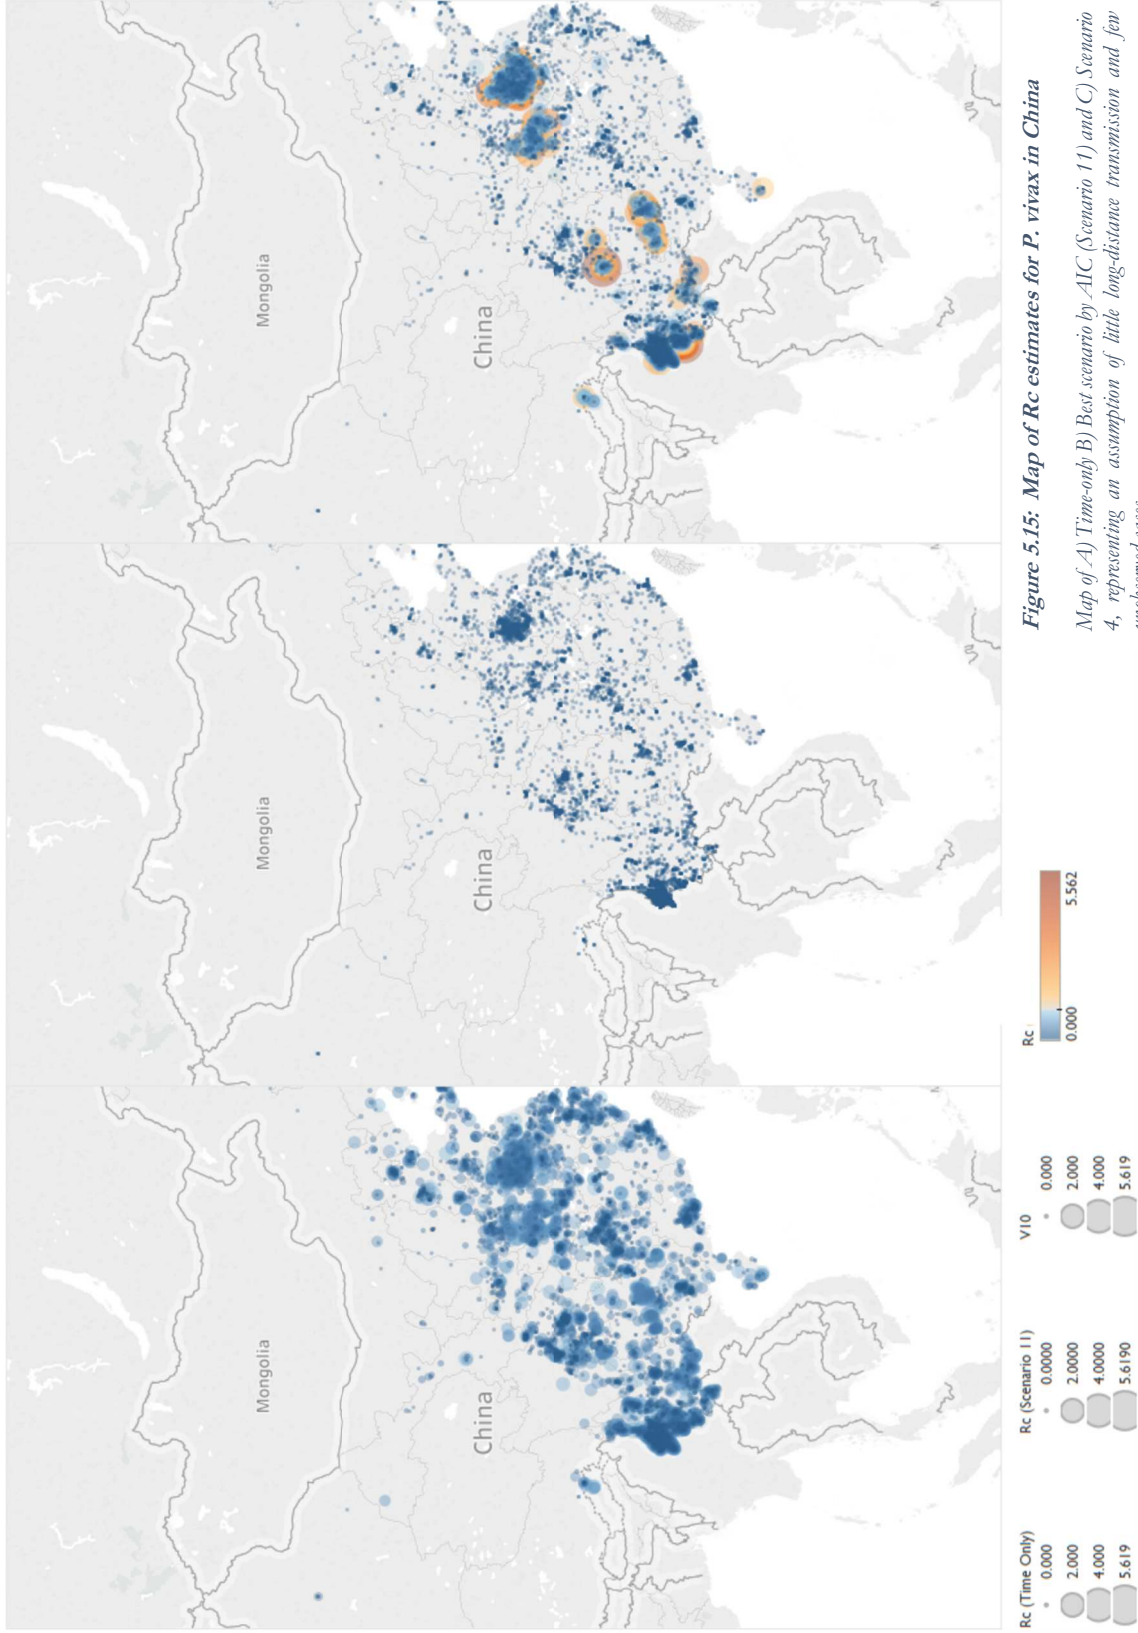 Mongolia
China
Mongolia
China
Mongolia
China
Rc (Time Only)
0.000
2.000
4.000
5.619
Rc (Scenario 11)
0.0000
2.0000
4.0000
5.6190
V10
0.000
2.000
4.000
5.619
Rc
0.000
5.562
Figure 5.15: Map of Rc estimates for P. vivax in China
Map of A) Time-only B) Best scenario by AIC (Scenario 11) and C) Scenario
4, representing an assumption of little long-distance transmission and few